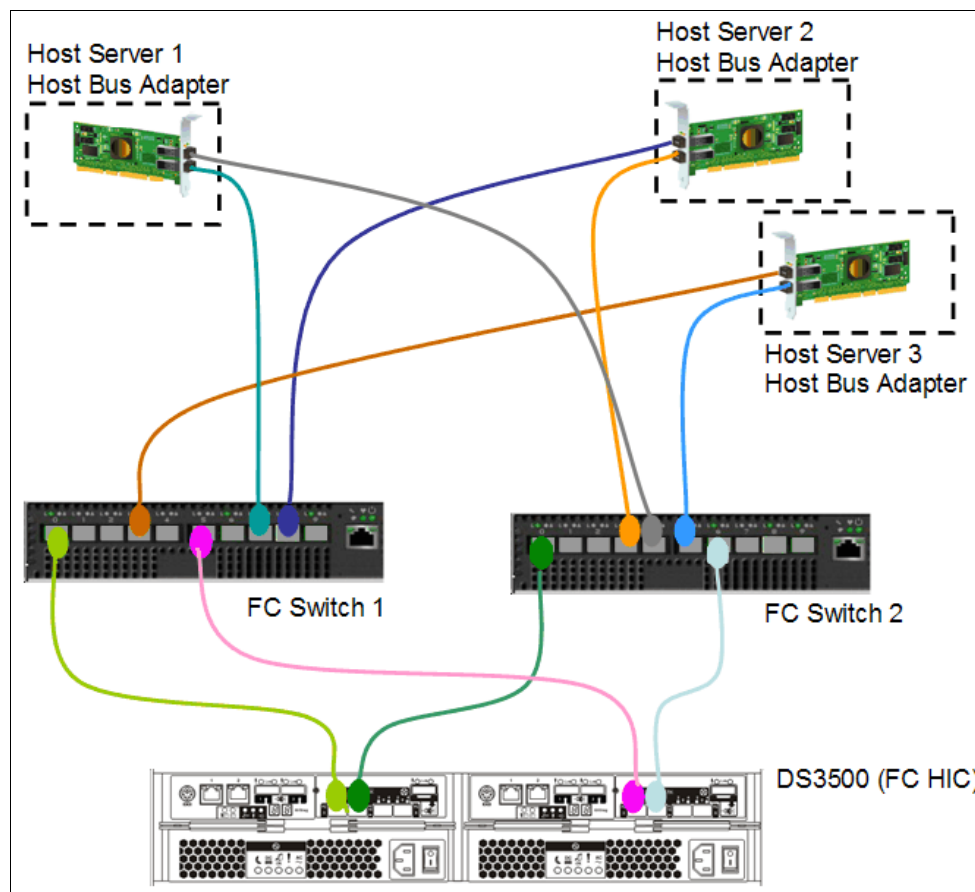 Host Server 1
Host Bus Adapter
Host Server 2
Host Bus Adapter
Host Server 3
Host Bus Adapter
FC Switch 1
FC Switch 2
DS3500 (FC HIC)